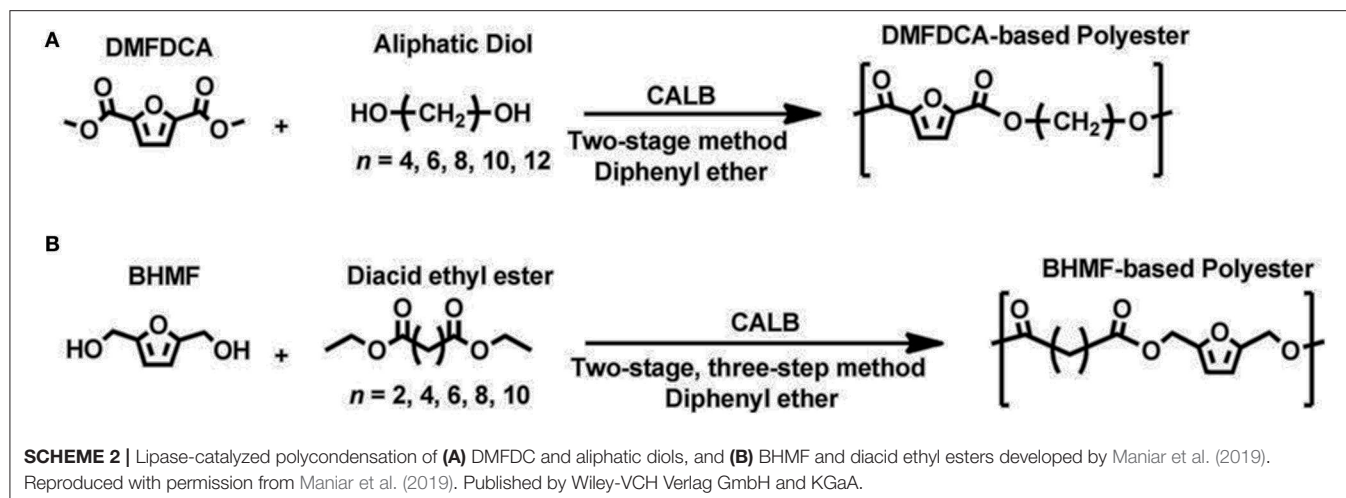 A
DMFDCA
Aliphatic Diol
DMFDCA-based Polyester
O O O
O O
+
HO-(CH2)-OH
n = 4, 6, 8, 10, 12
CALB
Two-stage method
Diphenyl ether
O O O
O-(CH2)-O
B
BHMF
Diacid ethyl ester
BHMF-based Polyester
HO O OH
+
O O
O O
n = 2, 4, 6, 8, 10
CALB
Two-stage, three-step method
Diphenyl ether
O O O
O O
SCHEME 2 | Lipase-catalyzed polycondensation of (A) DMFDC and aliphatic diols, and (B) BHMF and diacid ethyl esters developed by Maniar et al. (2019).
Reproduced with permission from Maniar et al. (2019). Published by Wiley-VCH Verlag GmbH and KGaA.